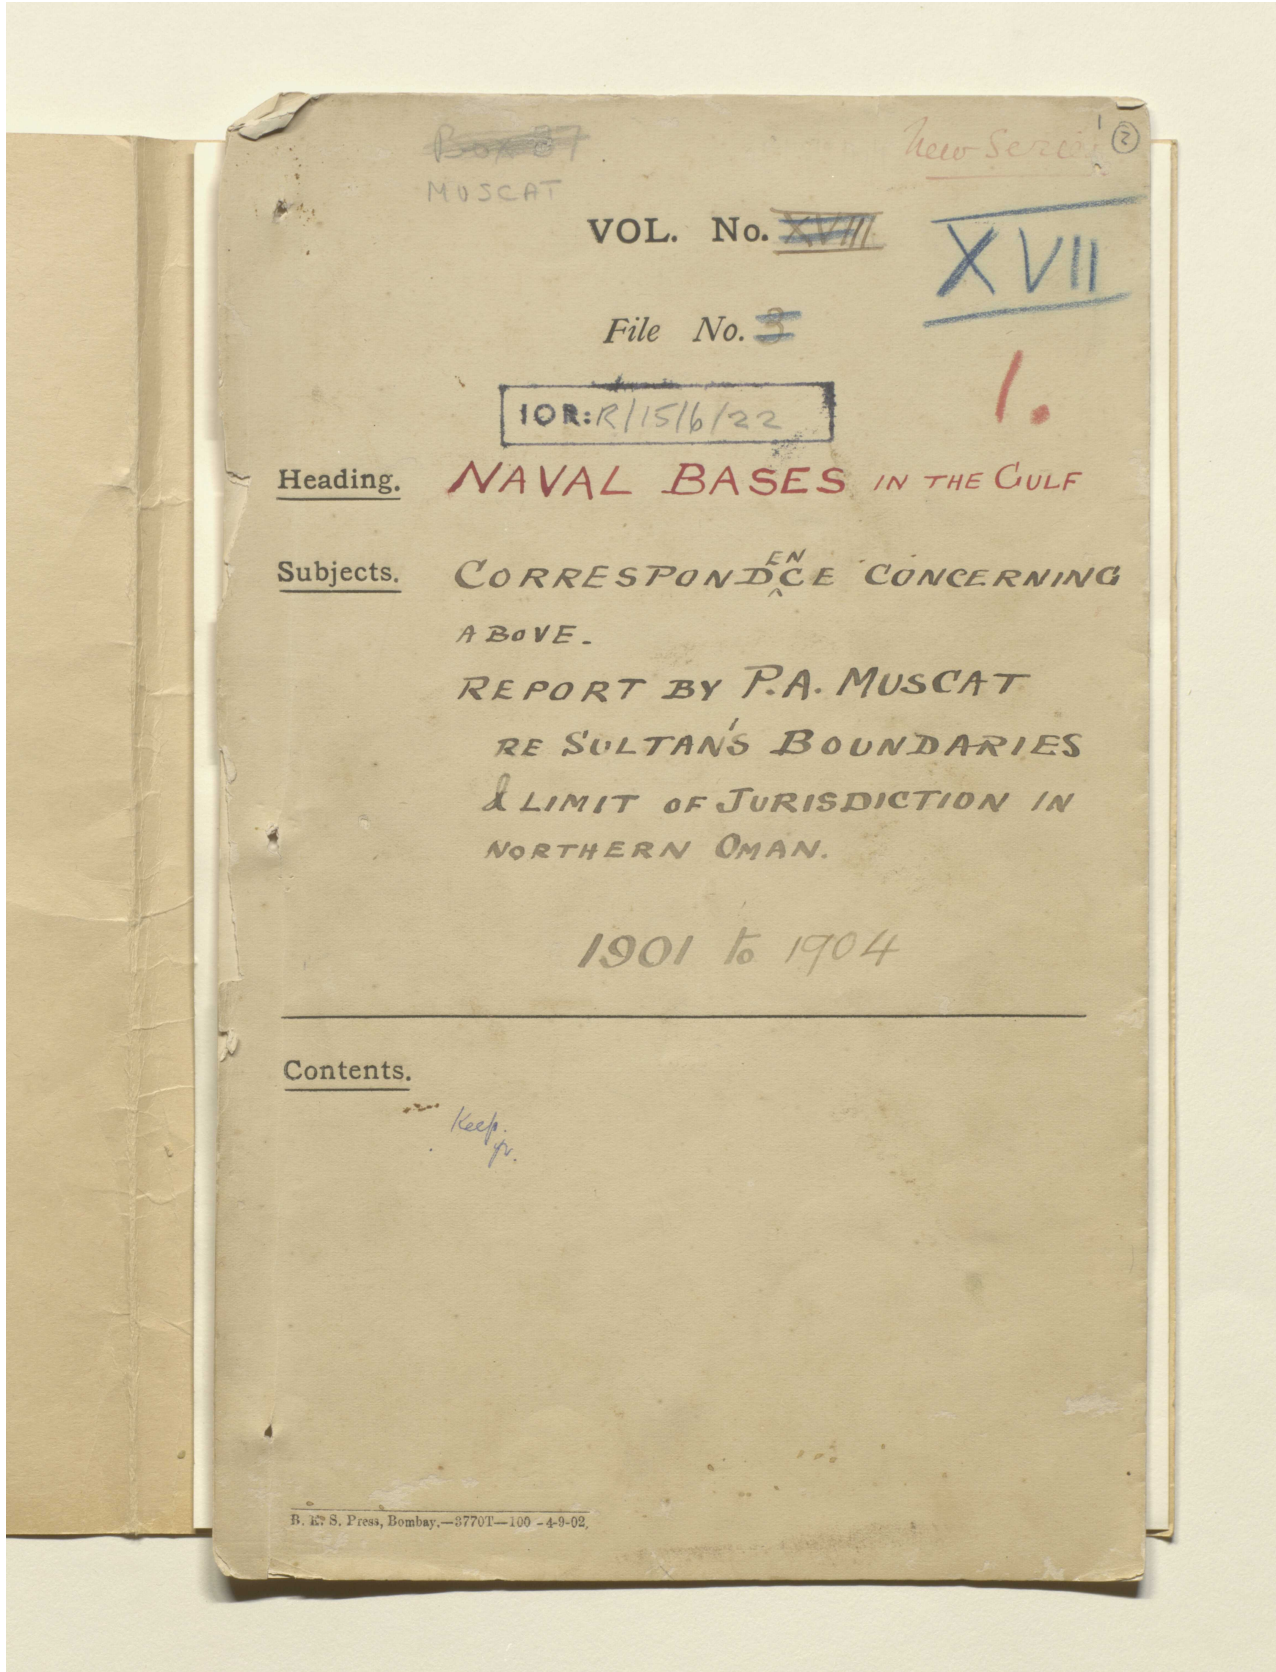 Box 37
New Series
2
MUSCAT
VOL. No. XVIII
XVII
File No. 3
1.
IOR: R/15/6/22
Heading. NAVAL BASES IN THE GULF
Subjects. CORRESPONDENCE CONCERNING
ABOVE.
REPORT BY P.A. MUSCAT
RE SULTAN'S BOUNDARIES
& LIMIT OF JURISDICTION IN
NORTHERN OMAN.
1901 to 1904
Contents.
Keep.
B. E. S. Press, Bombay.—3770T—100-4-9-02.